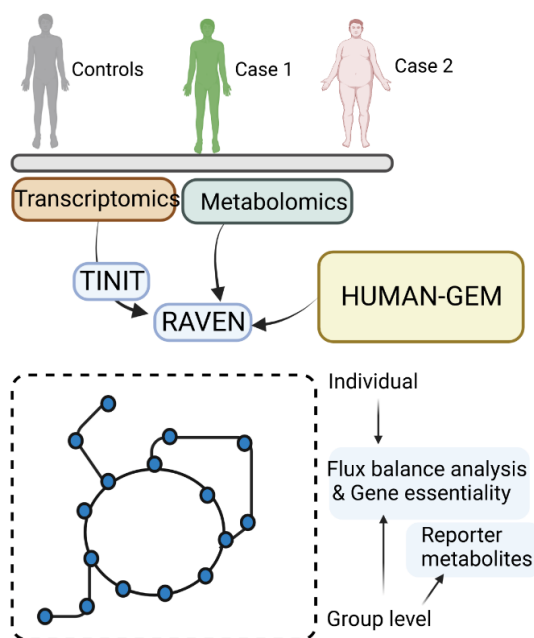 Controls
Case 1
Case 2
Transcriptomics
Metabolomics
TINIT
RAVEN
HUMAN-GEM
Individual
Flux balance analysis
& Gene essentiality
Reporter
metabolites
Group level